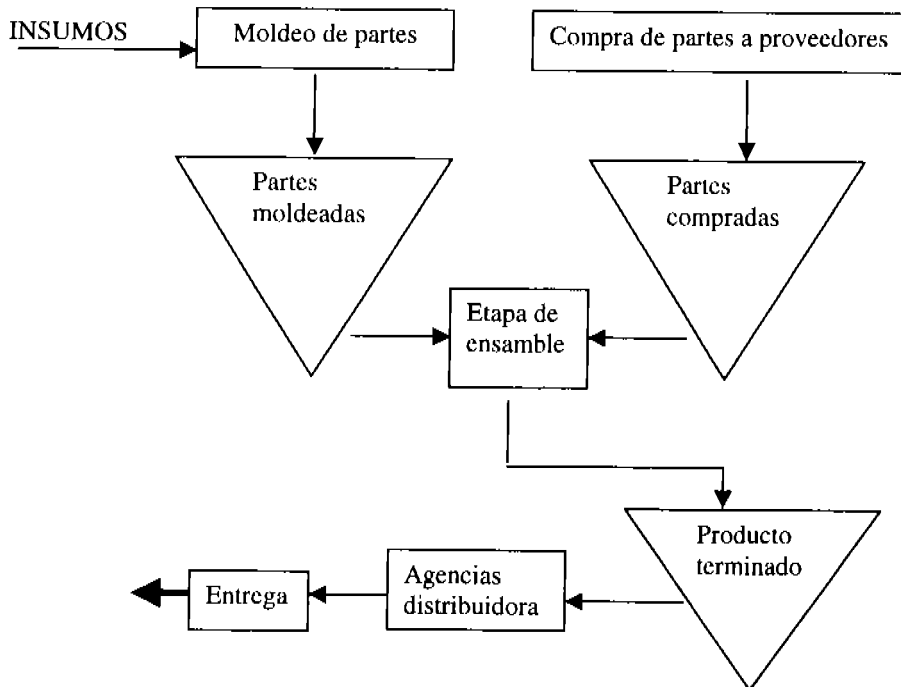 INSUMOS
Moldeo de partes
Compra de partes a proveedores
Partes
moldeadas
Partes
compradas
Etapa de
ensamble
Producto
terminado
Agencias
distribuidora
Entrega